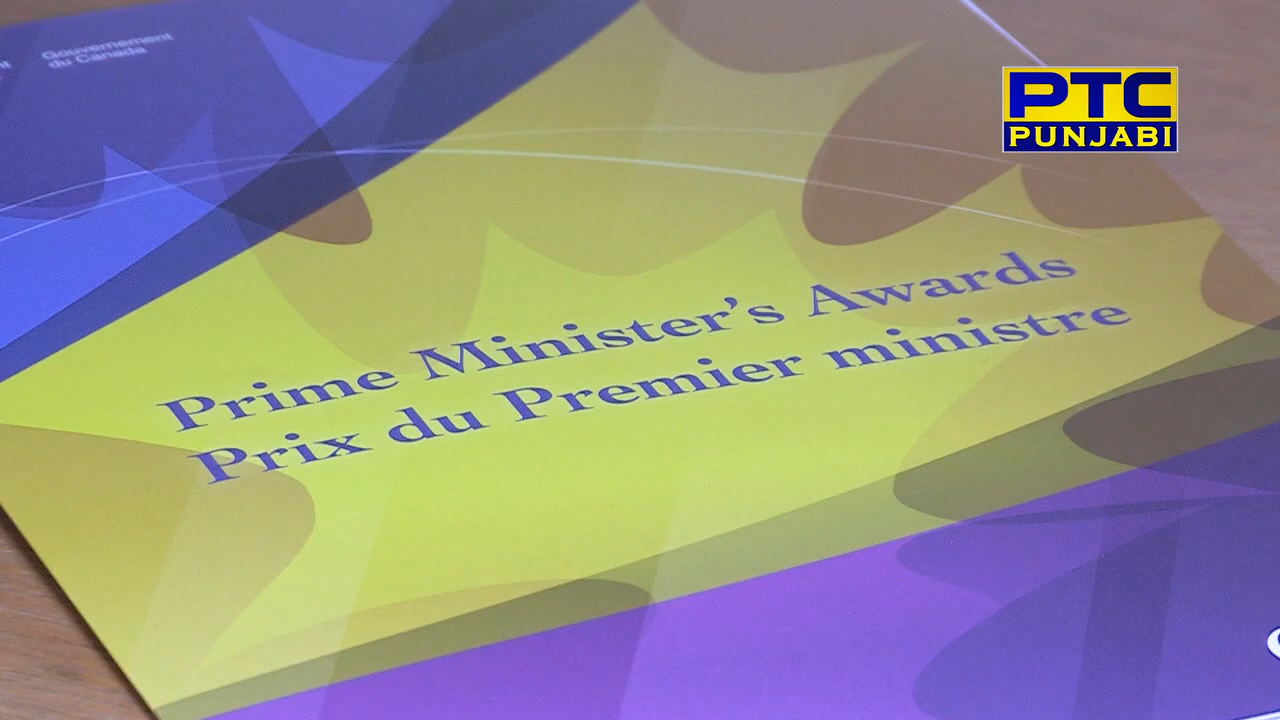 Gouvernement
du Canada
PTC
PUNJABI
Prime Minister's Awards
Prix du Premier ministre